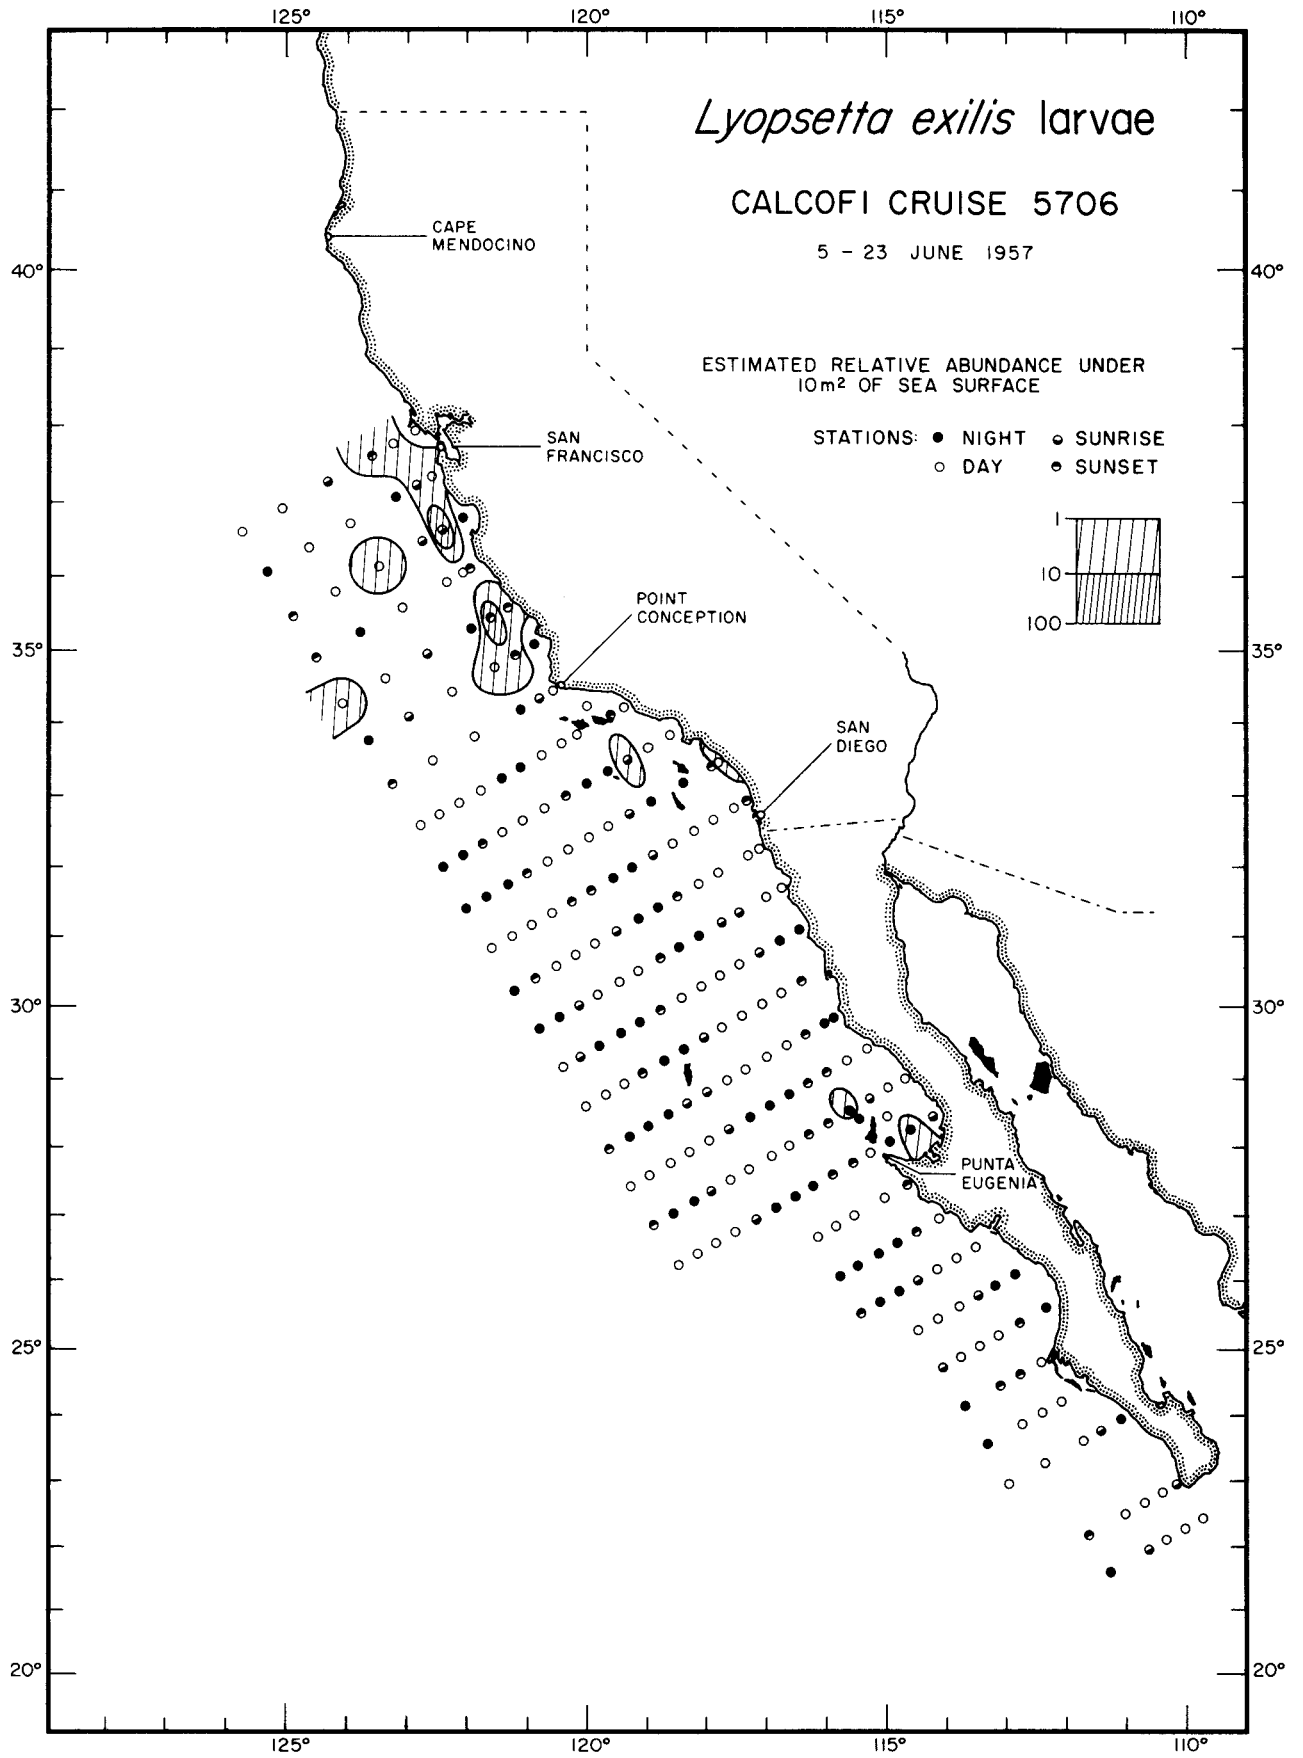 125° 120° 115° 110°
Lyopsetta exilis larvae
CALCOFI CRUISE 5706
5 – 23 JUNE 1957
CAPE
MENDOCINO
40° 40°
ESTIMATED RELATIVE ABUNDANCE UNDER
10m² OF SEA SURFACE
STATIONS: ● NIGHT ◒ SUNRISE
○ DAY ◓ SUNSET
SAN
FRANCISCO
1
10
100
POINT
CONCEPTION
35° 35°
SAN
DIEGO
30° 30°
PUNTA
EUGENIA
25° 25°
20° 20°
125° 120° 115° 110°